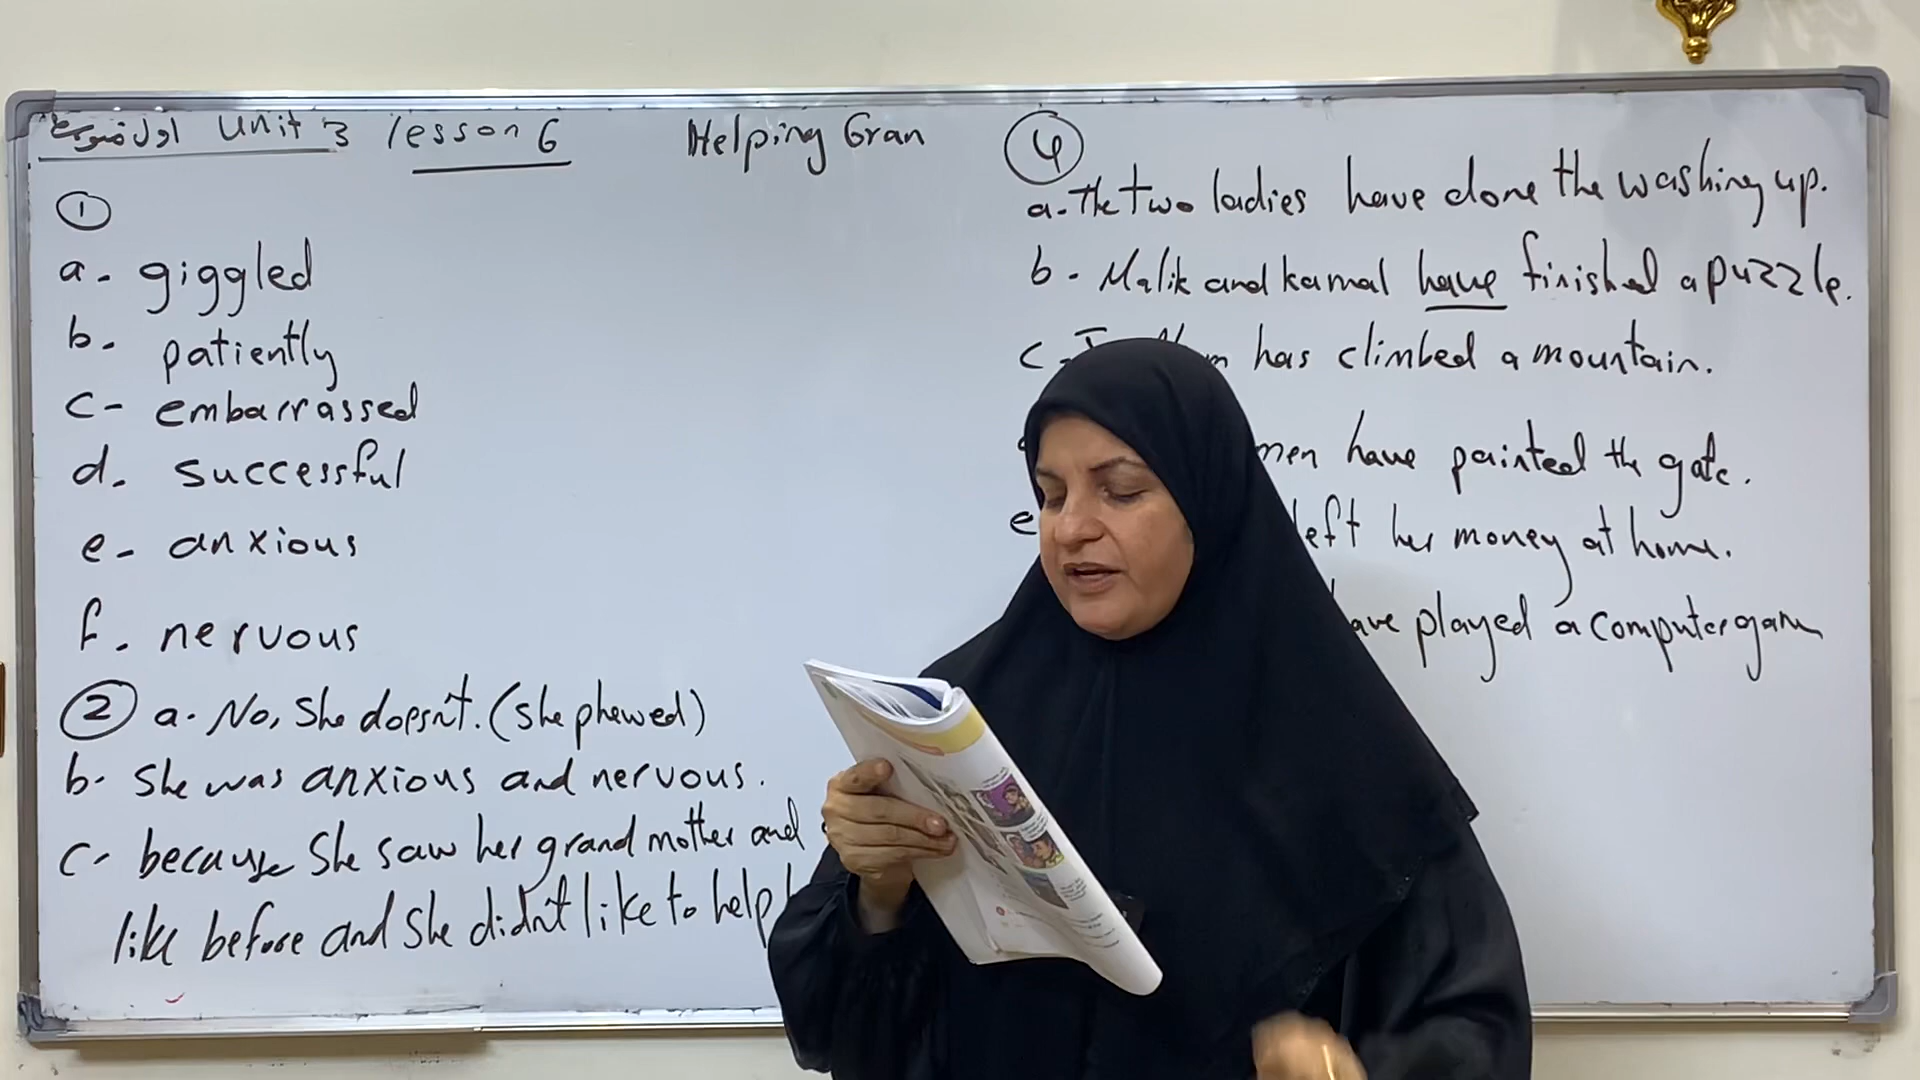 اول متوسط Unit 3 lesson 6 Helping Gran
1
a- giggled
b- patiently
c- embarrassed
d. successful
e- anxious
f. nervous
2 a- No, She doesn't. (she phewed)
b- She was anxious and nervous.
c- because She saw her grand mother and
like before and She didn't like to help
4
a- The two ladies have done the washing up.
b- Malik and kamal have finished a puzzle.
c- has climbed a mountain.
men have painted the gate.
e left her money at home.
have played a computer game